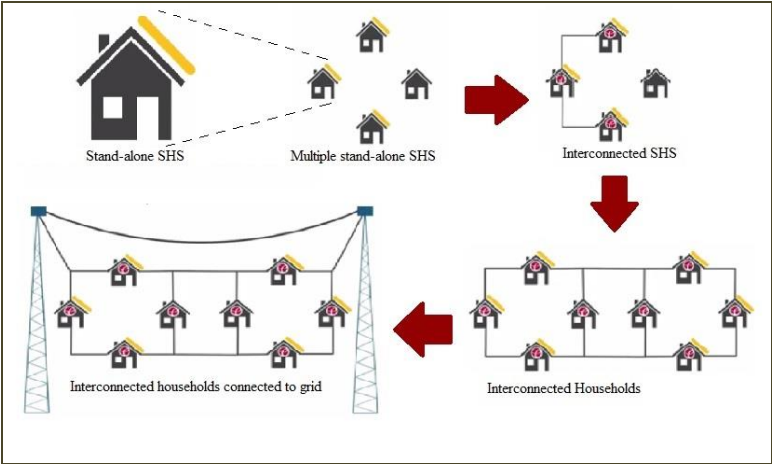 Stand-alone SHS
Multiple stand-alone SHS
Interconnected SHS
Interconnected households connected to grid
Interconnected Households